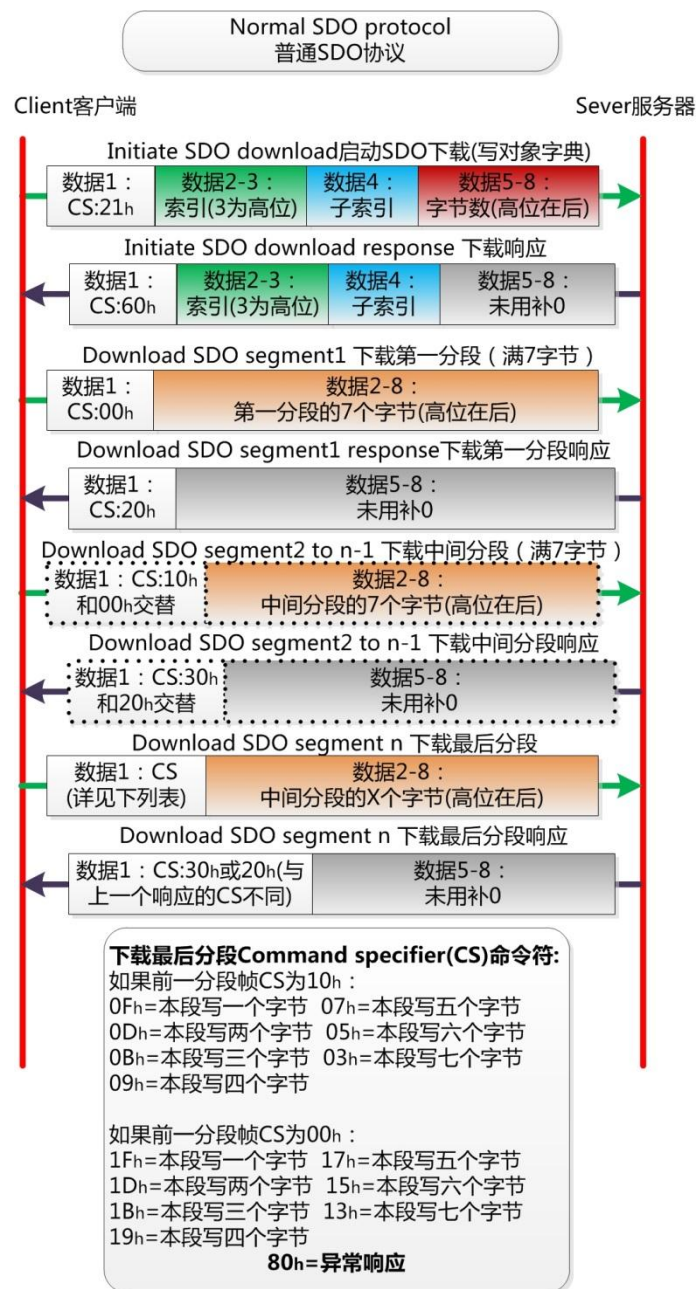 Normal SDO protocol
普通SDO协议
Client客户端
Sever服务器
Initiate SDO download启动SDO下载(写对象字典)
数据1： 数据2-3： 数据4： 数据5-8：
CS:21h 索引(3为高位) 子索引 字节数(高位在后)
Initiate SDO download response 下载响应
数据1： 数据2-3： 数据4： 数据5-8：
CS:60h 索引(3为高位) 子索引 未用补0
Download SDO segment1 下载第一分段（满7字节）
数据1： 数据2-8：
CS:00h 第一分段的7个字节(高位在后)
Download SDO segment1 response下载第一分段响应
数据1： 数据5-8：
CS:20h 未用补0
Download SDO segment2 to n-1 下载中间分段（满7字节）
数据1：CS:10h 数据2-8：
和00h交替 中间分段的7个字节(高位在后)
Download SDO segment2 to n-1 下载中间分段响应
数据1：CS:30h 数据5-8：
和20h交替 未用补0
Download SDO segment n 下载最后分段
数据1：CS 数据2-8：
(详见下列表) 中间分段的X个字节(高位在后)
Download SDO segment n 下载最后分段响应
数据1：CS:30h或20h(与 数据5-8：
上一个响应的CS不同) 未用补0
下载最后分段Command specifier(CS)命令符:
如果前一分段帧CS为10h：
0Fh=本段写一个字节 07h=本段写五个字节
0Dh=本段写两个字节 05h=本段写六个字节
0Bh=本段写三个字节 03h=本段写七个字节
09h=本段写四个字节
如果前一分段帧CS为00h：
1Fh=本段写一个字节 17h=本段写五个字节
1Dh=本段写两个字节 15h=本段写六个字节
1Bh=本段写三个字节 13h=本段写七个字节
19h=本段写四个字节
80h=异常响应